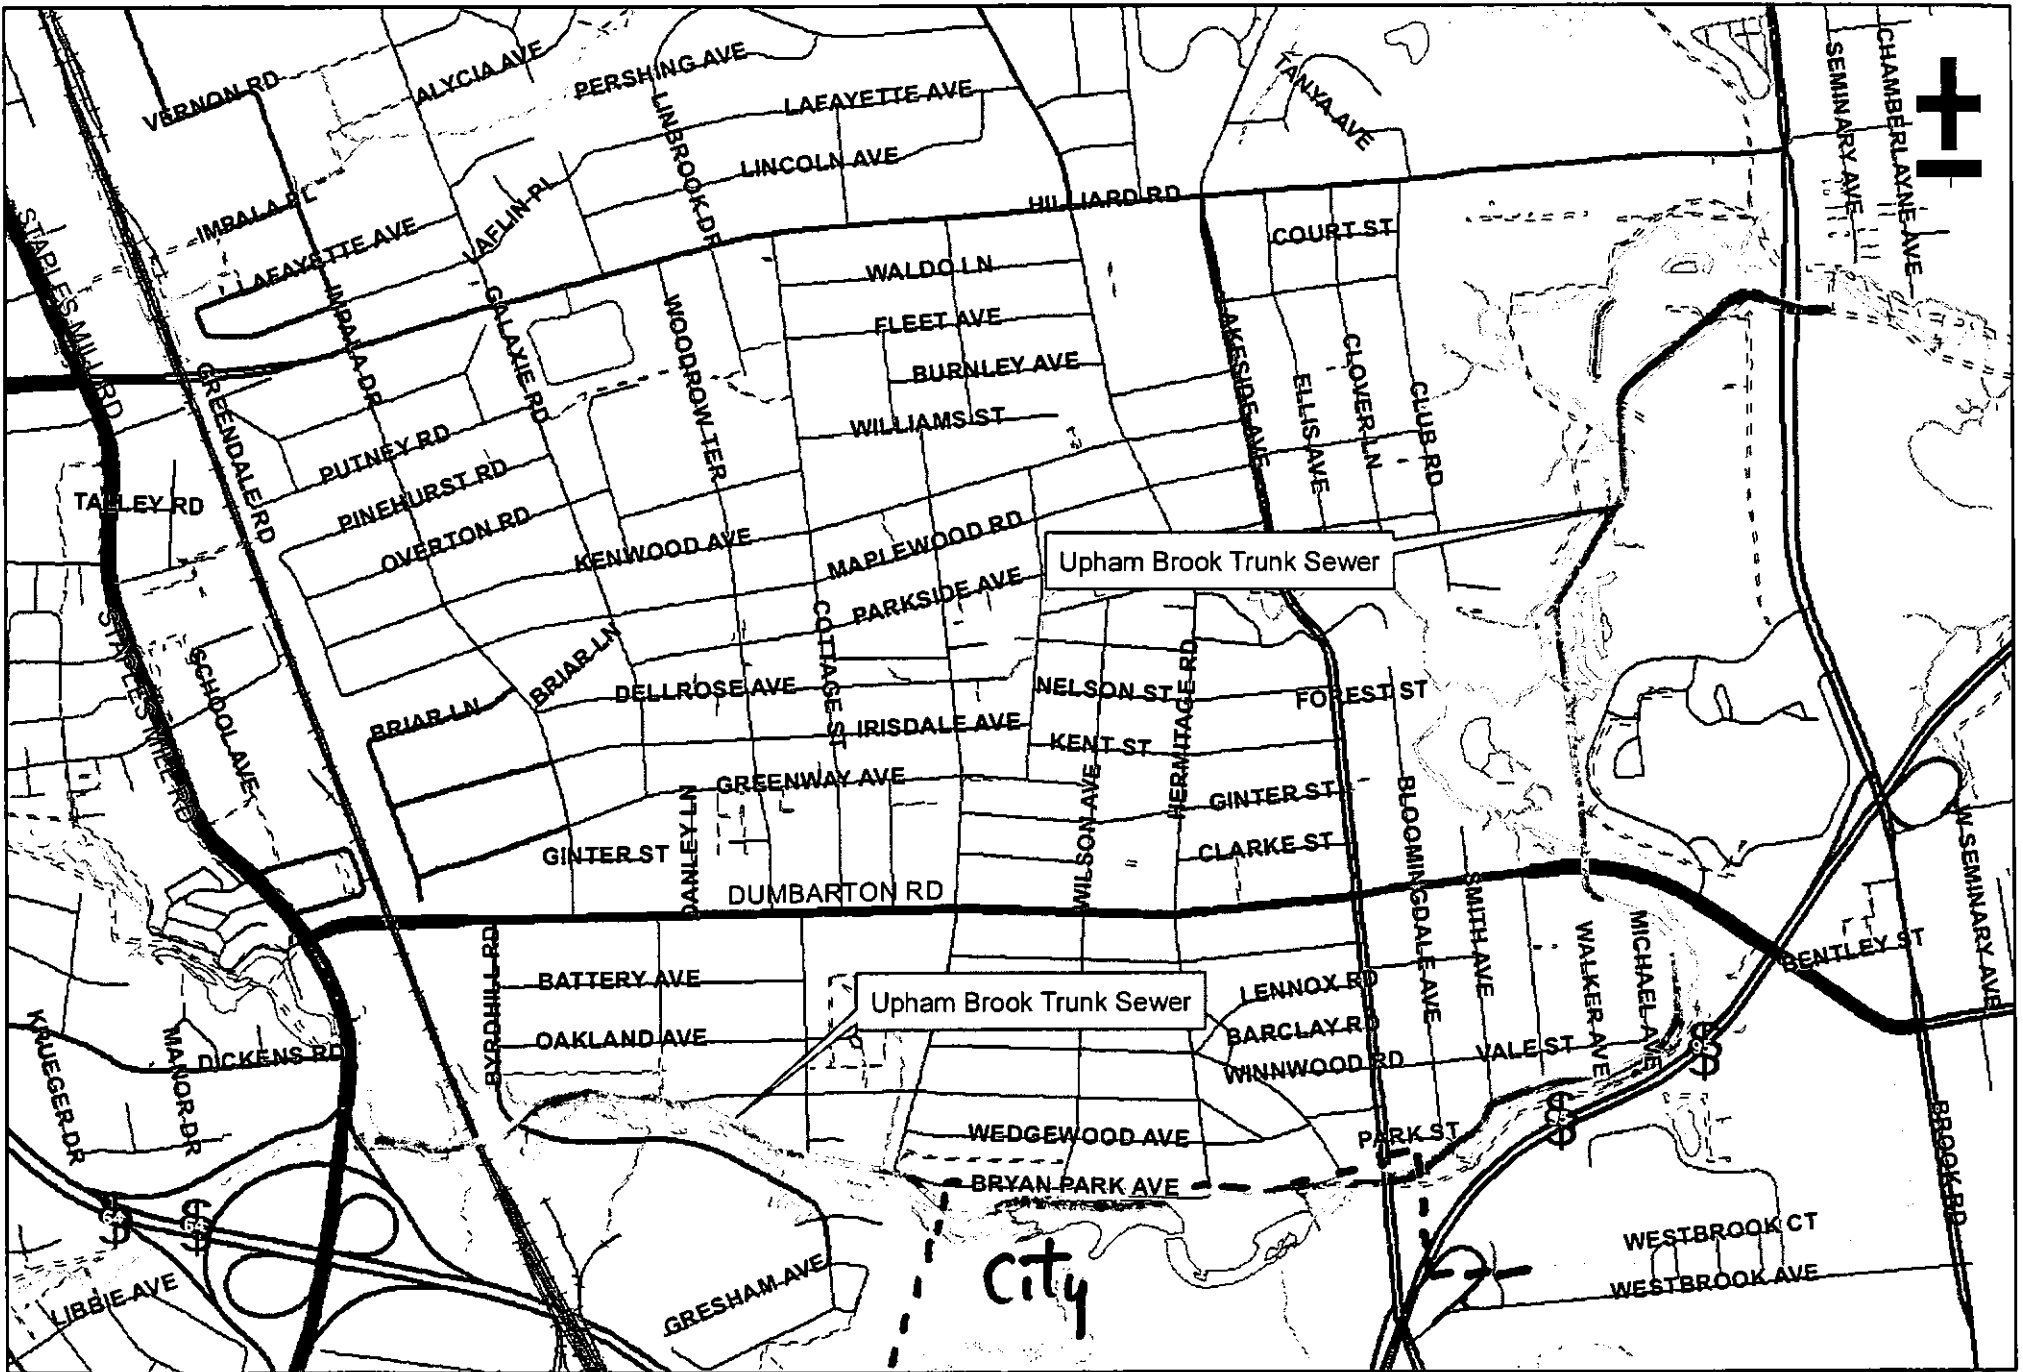 VERNON RD
ALYCIA AVE
PERSHING AVE
LINBROOK DR
LAFAYETTE AVE
LINCOLN AVE
TANYA AVE
SEMINARY AVE
CHAMBERLAYNE AVE
IMPALA PL
LAFAYETTE AVE
LAFLIN PL
HILLIARD RD
COURT ST
STAPLES MILL RD
WALDO LN
IMPALA DR
GALAXIE RD
WOODROW TER
FLEET AVE
LAKESIDE AVE
BURNLEY AVE
CLOVER LN
ELLIS AVE
CLUB RD
GREENDALE RD
WILLIAMS ST
PUTNEY RD
PINEHURST RD
TALLEY RD
OVERTON RD
KENWOOD AVE
MAPLEWOOD RD
Upham Brook Trunk Sewer
PARKSIDE AVE
COTTAGE ST
STAPLES MILL RD
SCHOOL AVE
BRIAR LN
BRIAR LN
DELLROSE AVE
NELSON ST
HERMITAGE RD
FOREST ST
IRISDALE AVE
KENT ST
GREENWAY AVE
WILSON AVE
GINTER ST
BLOOMINGDALE AVE
GINTER ST
DANLEY LN
CLARKE ST
W SEMINARY AVE
DUMBARTON RD
SMITH AVE
WALKER AVE
MICHAEL AVE
BENTLEY ST
BYRDHILL RD
BATTERY AVE
Upham Brook Trunk Sewer
LENNOX RD
BARCLAY RD
OAKLAND AVE
WINNWOOD RD
VALE ST
KRUEGER DR
MANOR DR
DICKENS RD
95
WEDGEWOOD AVE
PARK ST
BRYAN PARK AVE
BROOK RD
64
64
WESTBROOK CT
WESTBROOK AVE
City
GRESHAM AVE
LIBBIE AVE